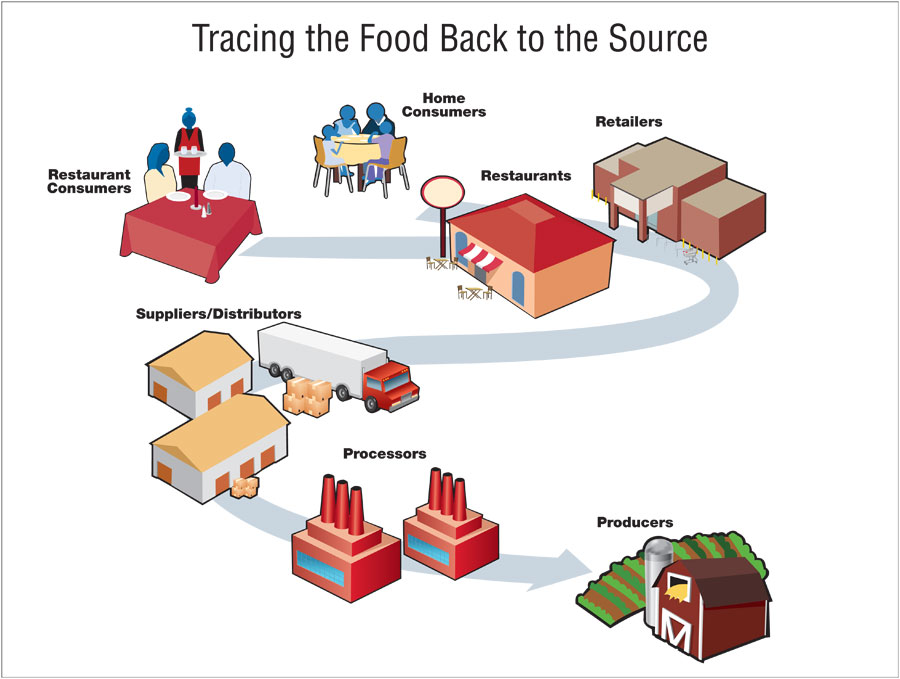 Tracing the Food Back to the Source
Home
Consumers
Retailers
Restaurant
Consumers
Restaurants
Suppliers/Distributors
Processors
Producers